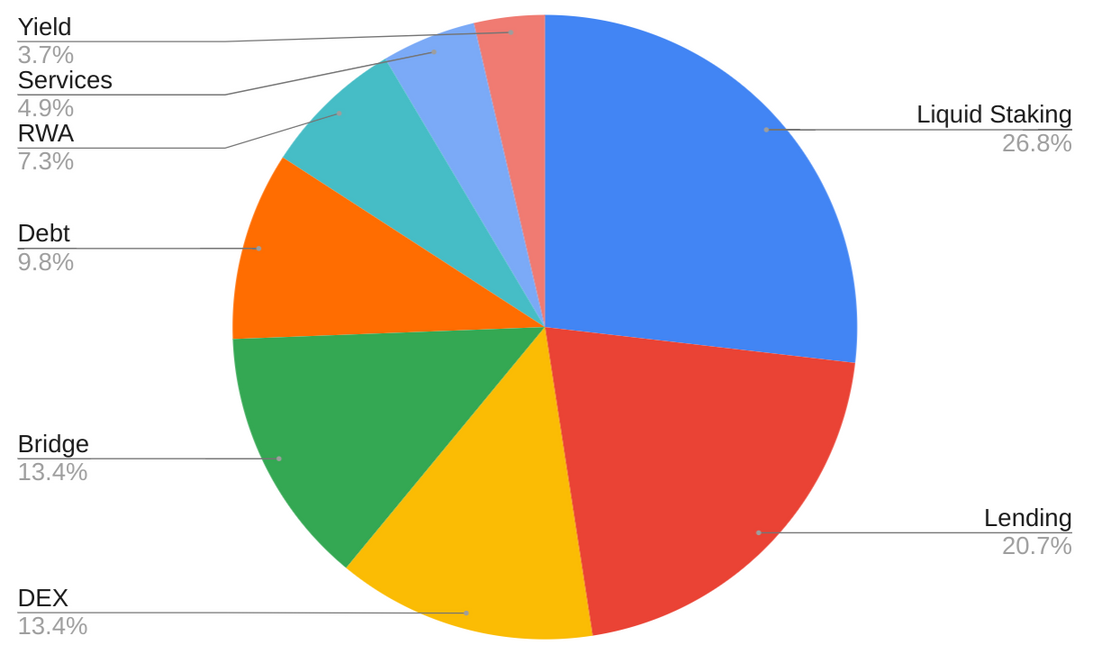 Yield
3.7%
Services
4.9%
RWA
7.3%
Debt
9.8%
Bridge
13.4%
DEX
13.4%
Liquid Staking
26.8%
Lending
20.7%